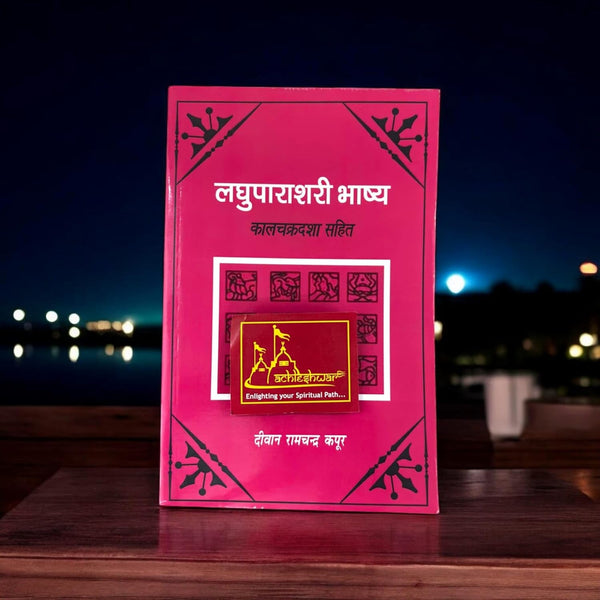 लघुपाराशरी भाष्य
कालचक्रदशा सहित
achleshwar
Enlighting your Spiritual Path...
दीवान रामचन्द्र कपूर